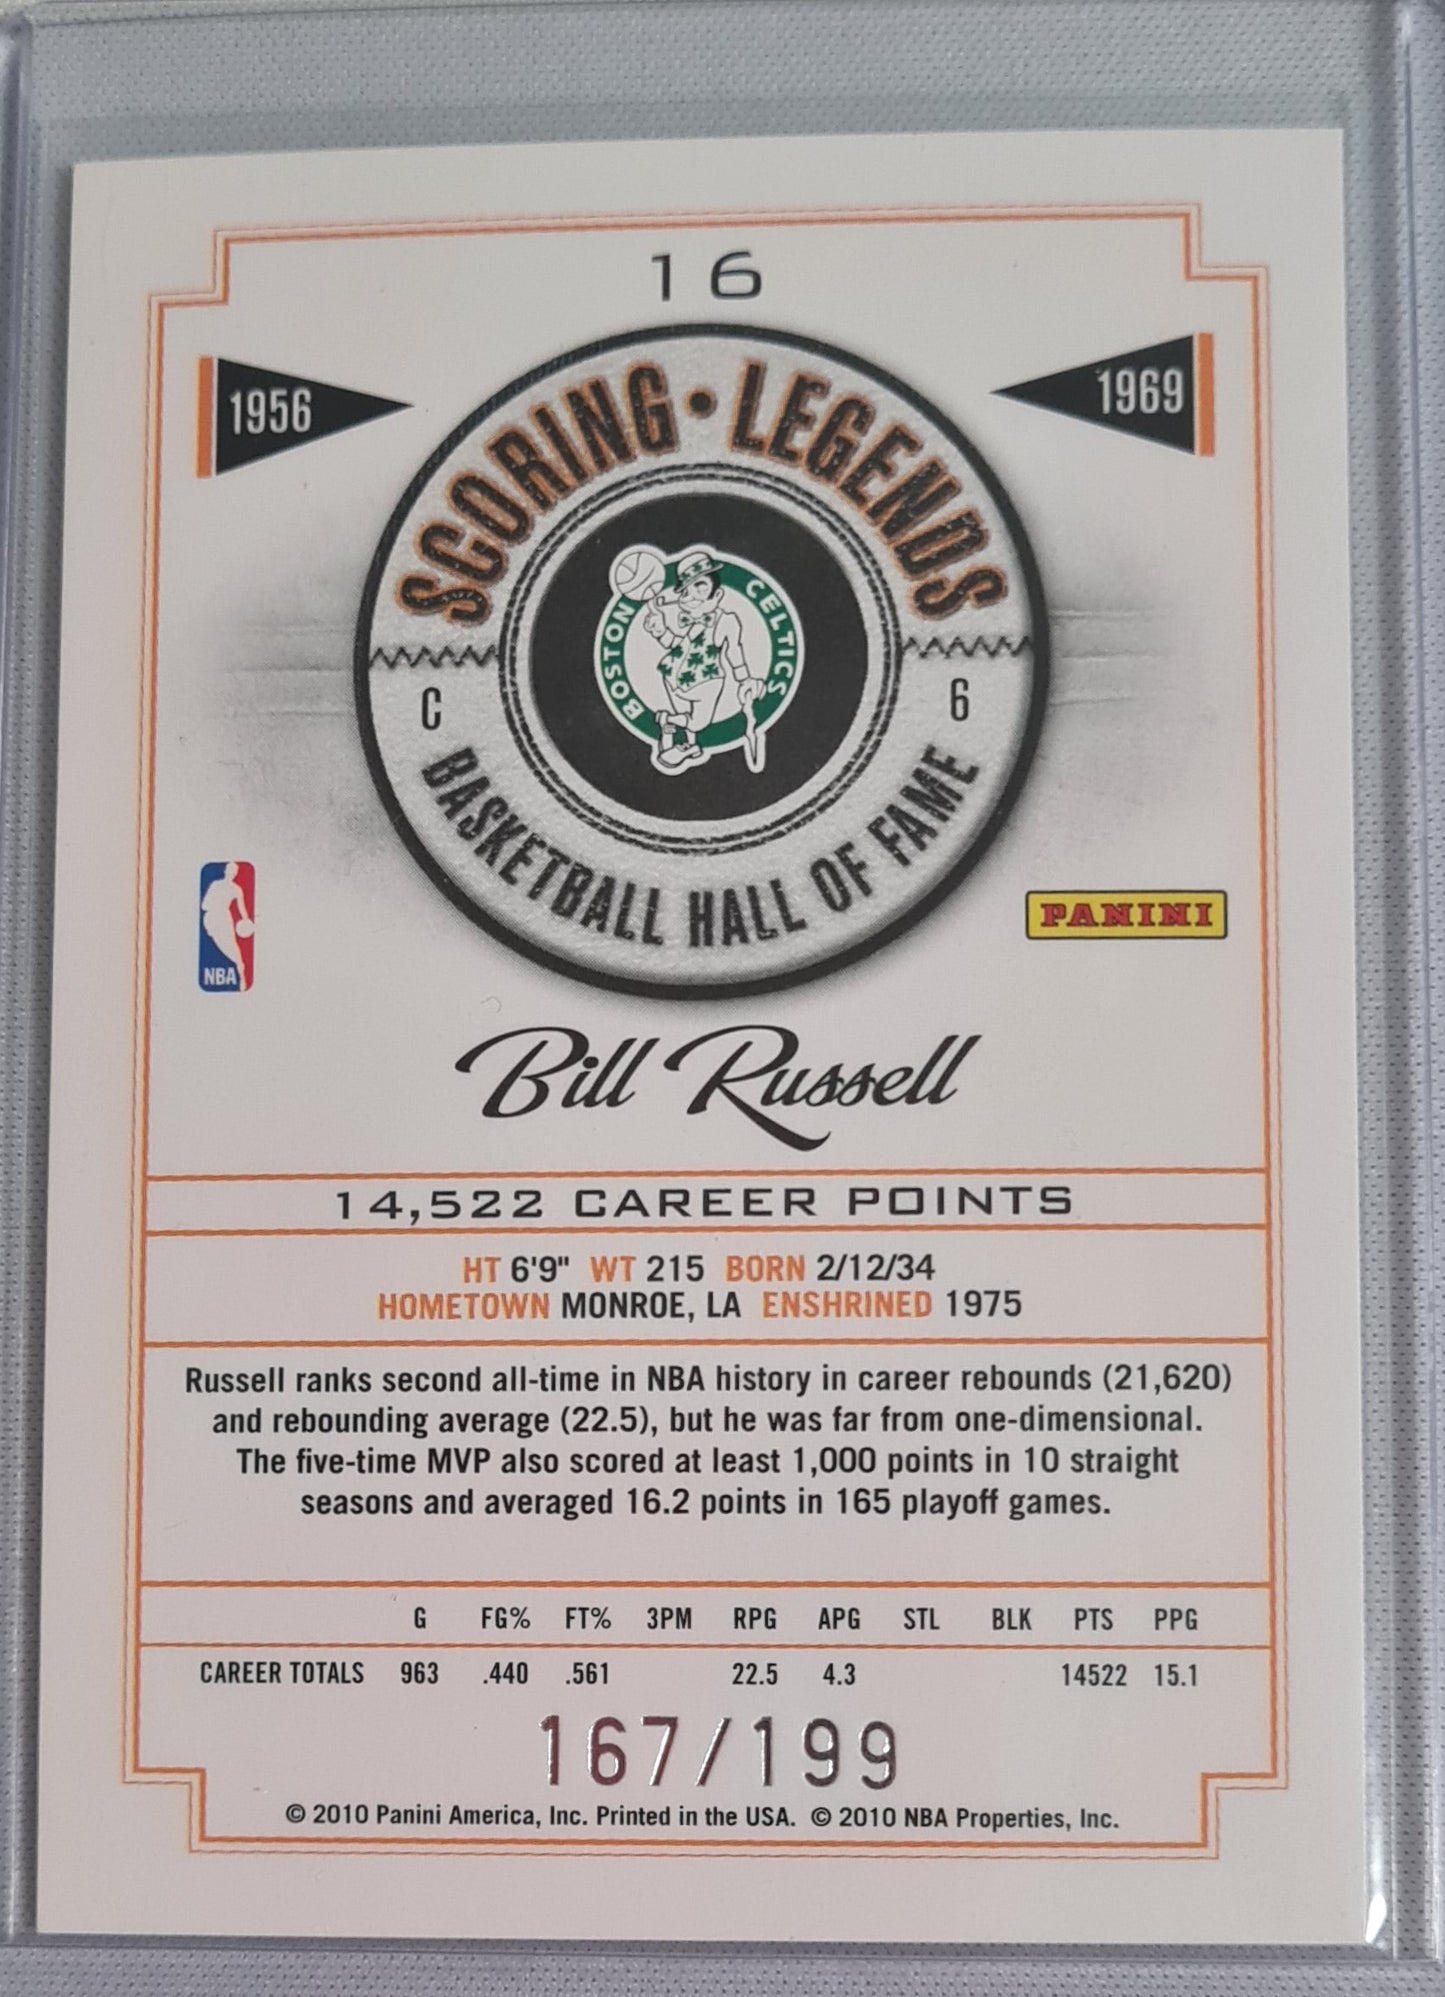 16
1956
1969
SCORING • LEGENDS
BOSTON CELTICS
C
6
BASKETBALL HALL OF FAME
NBA
PANINI
Bill Russell
14,522 CAREER POINTS
HT 6'9" WT 215 BORN 2/12/34
HOMETOWN MONROE, LA ENSHRINED 1975
Russell ranks second all-time in NBA history in career rebounds (21,620)
and rebounding average (22.5), but he was far from one-dimensional.
The five-time MVP also scored at least 1,000 points in 10 straight
seasons and averaged 16.2 points in 165 playoff games.
G FG% FT% 3PM RPG APG STL BLK PTS PPG
CAREER TOTALS 963 .440 .561 22.5 4.3 14522 15.1
167/199
© 2010 Panini America, Inc. Printed in the USA. © 2010 NBA Properties, Inc.